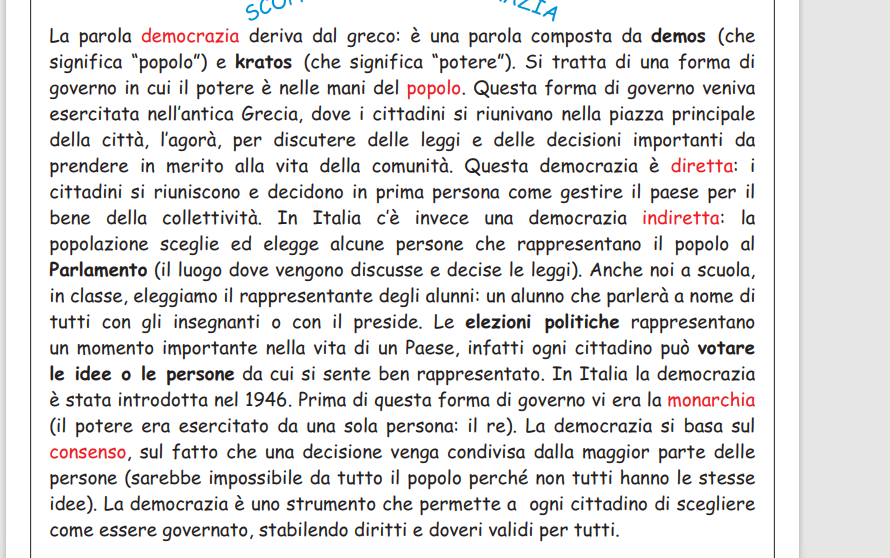 La parola democrazia deriva dal greco: è una parola composta da demos (che
significa “popolo”) e kratos (che significa “potere”). Si tratta di una forma di
governo in cui il potere è nelle mani del popolo. Questa forma di governo veniva
esercitata nell’antica Grecia, dove i cittadini si riunivano nella piazza principale
della città, l’agorà, per discutere delle leggi e delle decisioni importanti da
prendere in merito alla vita della comunità. Questa democrazia è diretta: i
cittadini si riuniscono e decidono in prima persona come gestire il paese per il
bene della collettività. In Italia c’è invece una democrazia indiretta: la
popolazione sceglie ed elegge alcune persone che rappresentano il popolo al
Parlamento (il luogo dove vengono discusse e decise le leggi). Anche noi a scuola,
in classe, eleggiamo il rappresentante degli alunni: un alunno che parlerà a nome di
tutti con gli insegnanti o con il preside. Le elezioni politiche rappresentano
un momento importante nella vita di un Paese, infatti ogni cittadino può votare
le idee o le persone da cui si sente ben rappresentato. In Italia la democrazia
è stata introdotta nel 1946. Prima di questa forma di governo vi era la monarchia
(il potere era esercitato da una sola persona: il re). La democrazia si basa sul
consenso, sul fatto che una decisione venga condivisa dalla maggior parte delle
persone (sarebbe impossibile da tutto il popolo perché non tutti hanno le stesse
idee). La democrazia è uno strumento che permette a  ogni cittadino di scegliere
come essere governato, stabilendo diritti e doveri validi per tutti.